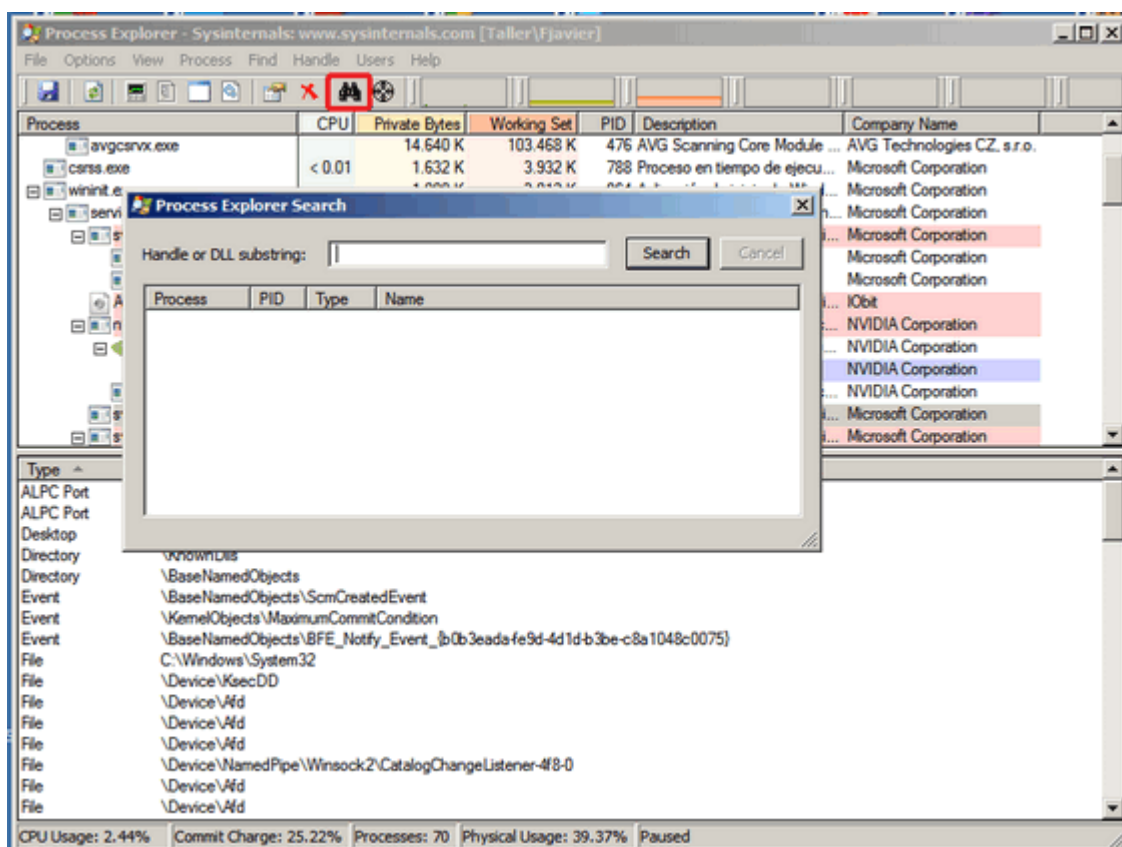 Process Explorer - Sysinternals: www.sysinternals.com [Taller\Fjavier]
File Options View Process Find Handle Users Help
Process CPU Private Bytes Working Set PID Description Company Name
avgcsrvx.exe 14.640 K 103.468 K 476 AVG Scanning Core Module ... AVG Technologies CZ, s.r.o.
csrss.exe < 0.01 1.632 K 3.932 K 788 Proceso en tiempo de ejecu... Microsoft Corporation
wininit.e Microsoft Corporation
servi Microsoft Corporation
Microsoft Corporation
Microsoft Corporation
Microsoft Corporation
IObit
NVIDIA Corporation
NVIDIA Corporation
NVIDIA Corporation
NVIDIA Corporation
Microsoft Corporation
Microsoft Corporation
Process Explorer Search
Handle or DLL substring: Search Cancel
Process PID Type Name
Type
ALPC Port
ALPC Port
Desktop
Directory \KnownDlls
Directory \BaseNamedObjects
Event \BaseNamedObjects\ScmCreatedEvent
Event \KernelObjects\MaximumCommitCondition
Event \BaseNamedObjects\BFE_Notify_Event_{b0b3eada-fe9d-4d1d-b3be-c8a1048c0075}
File C:\Windows\System32
File \Device\KsecDD
File \Device\Afd
File \Device\Afd
File \Device\Afd
File \Device\NamedPipe\Winsock2\CatalogChangeListener-4f8-0
File \Device\Afd
File \Device\Afd
CPU Usage: 2.44% Commit Charge: 25.22% Processes: 70 Physical Usage: 39.37% Paused